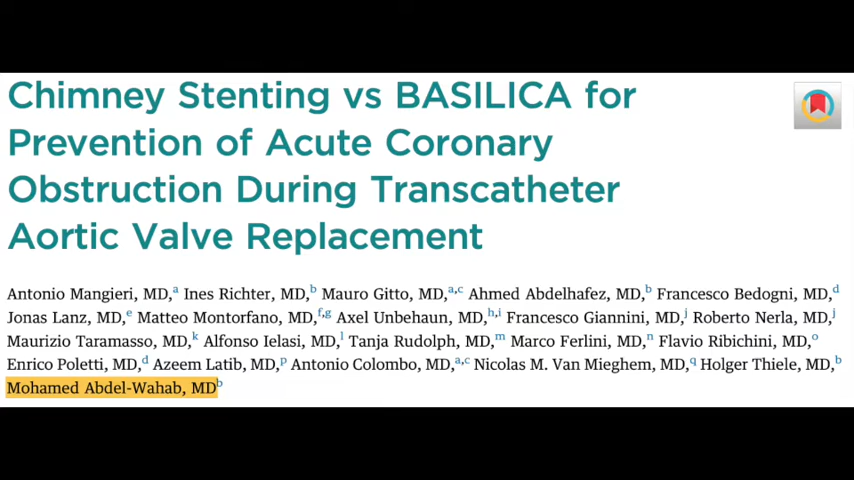 Chimney Stenting vs BASILICA for
Prevention of Acute Coronary
Obstruction During Transcatheter
Aortic Valve Replacement
Antonio Mangieri, MD,a Ines Richter, MD,b Mauro Gitto, MD,a,c Ahmed Abdelhafez, MD,b Francesco Bedogni, MD,d
Jonas Lanz, MD,e Matteo Montorfano, MD,f,g Axel Unbehaun, MD,h,i Francesco Giannini, MD,j Roberto Nerla, MD,j
Maurizio Taramasso, MD,k Alfonso Ielasi, MD,l Tanja Rudolph, MD,m Marco Ferlini, MD,n Flavio Ribichini, MD,o
Enrico Poletti, MD,d Azeem Latib, MD,p Antonio Colombo, MD,a,c Nicolas M. Van Mieghem, MD,q Holger Thiele, MD,b
Mohamed Abdel-Wahab, MDb